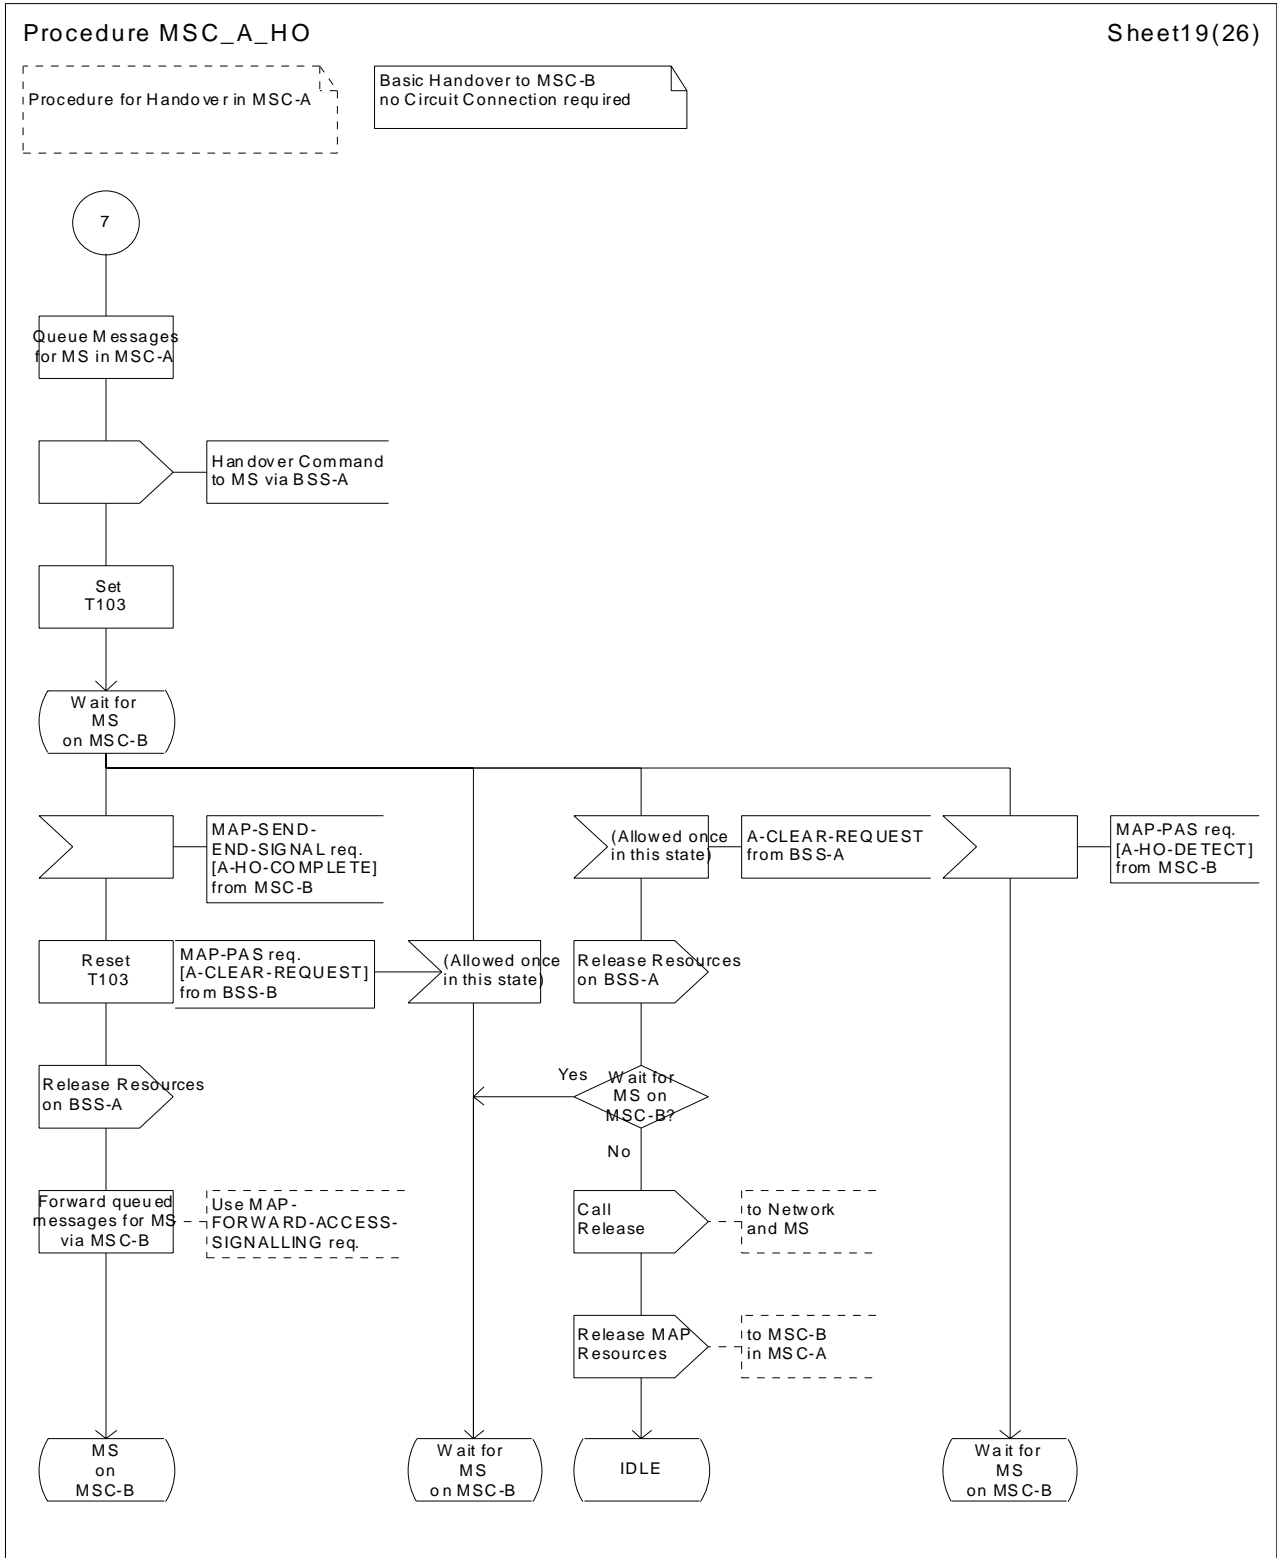 Procedure MSC_A_HO
Sheet19(26)
Procedure for Handover in MSC-A
Basic Handover to MSC-B
no Circuit Connection required
7
Queue Messages
for MS in MSC-A
Handover Command
to MS via BSS-A
Set
T103
Wait for
MS
on MSC-B
MAP-SEND-
END-SIGNAL req.
[A-HO-COMPLETE]
from MSC-B
(Allowed once
in this state)
A-CLEAR-REQUEST
from BSS-A
MAP-PAS req.
[A-HO-DETECT]
from MSC-B
Reset
T103
MAP-PAS req.
[A-CLEAR-REQUEST]
from BSS-B
(Allowed once
in this state)
Release Resources
on BSS-A
Release Resources
on BSS-A
Yes
Wait for
MS on
MSC-B?
No
Forward queued
messages for MS
via MSC-B
Use MAP-
FORWARD-ACCESS-
SIGNALLING req.
Call
Release
to Network
and MS
Release MAP
Resources
to MSC-B
in MSC-A
MS
on
MSC-B
Wait for
MS
on MSC-B
IDLE
Wait for
MS
on MSC-B